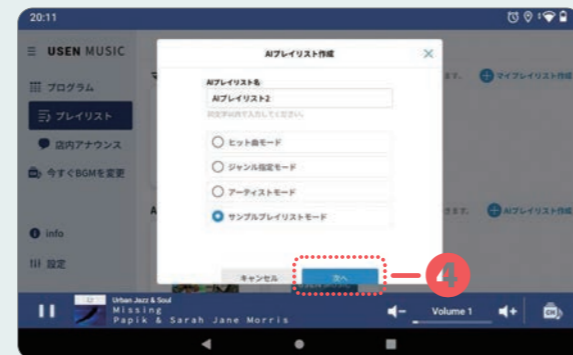 20:11
USEN MUSIC
プログラム
プレイリスト
店内アナウンス
今すぐBGMを変更
info
設定
AIプレイリスト作成
AIプレイリスト名
AIプレイリスト2
ヒット曲モード
ジャンル指定モード
アーティストモード
サンプルプレイリストモード
キャンセル
次へ
4
ます。
マイプレイリスト作成
ます。
AIプレイリスト作成
Urban Jazz & Soul
Missing
Papik & Sarah Jane Morris
Volume 1
CH